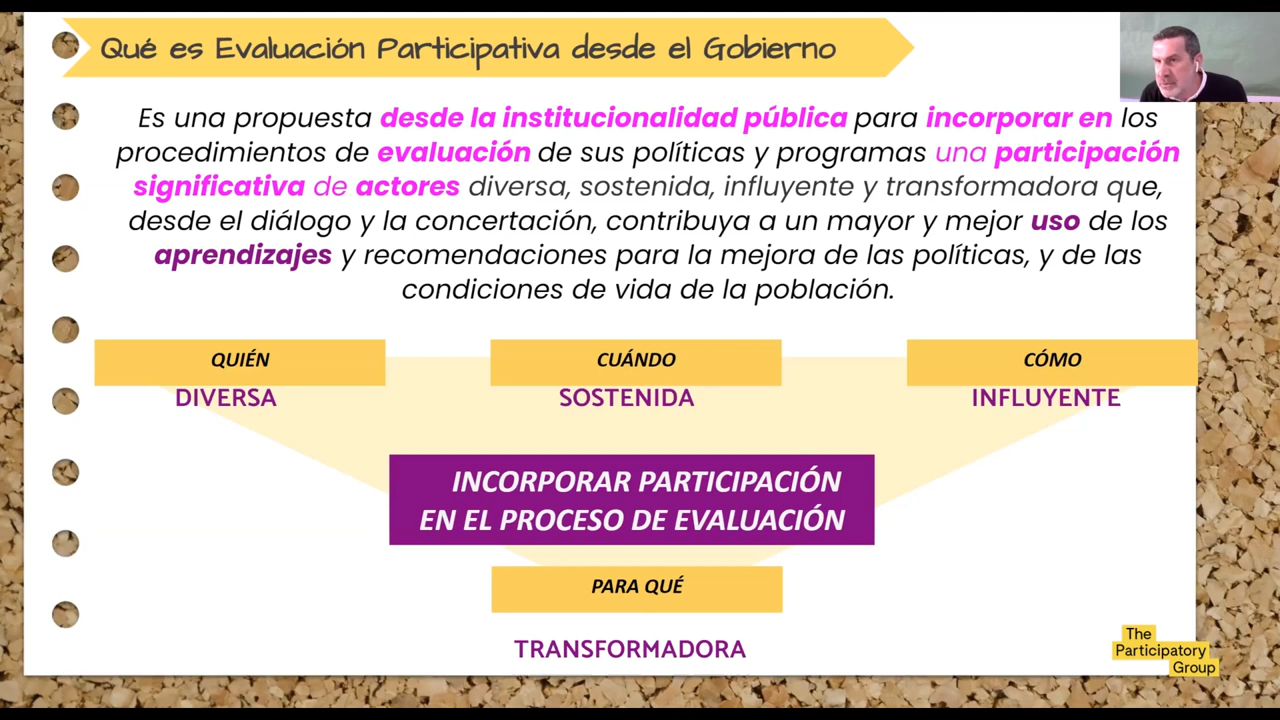 Qué es Evaluación Participativa desde el Gobierno
Es una propuesta desde la institucionalidad pública para incorporar en los
procedimientos de evaluación de sus políticas y programas una participación
significativa de actores diversa, sostenida, influyente y transformadora que,
desde el diálogo y la concertación, contribuya a un mayor y mejor uso de los
aprendizajes y recomendaciones para la mejora de las políticas, y de las
condiciones de vida de la población.
QUIÉN
DIVERSA
CUÁNDO
SOSTENIDA
CÓMO
INFLUYENTE
INCORPORAR PARTICIPACIÓN
EN EL PROCESO DE EVALUACIÓN
PARA QUÉ
TRANSFORMADORA
The
Participatory
Group